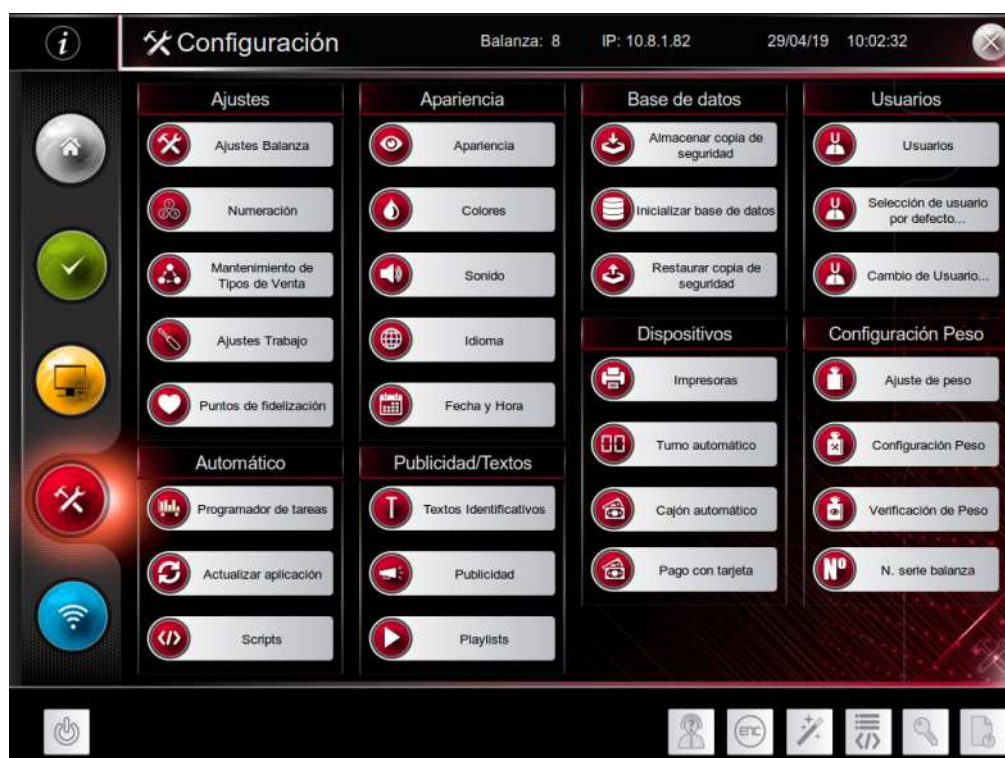 i
Configuración
Balanza: 8
IP: 10.8.1.82
29/04/19
10:02:32
Ajustes
Ajustes Balanza
Numeración
Mantenimiento de
Tipos de Venta
Ajustes Trabajo
Puntos de fidelización
Apariencia
Apariencia
Colores
Sonido
Idioma
Fecha y Hora
Base de datos
Almacenar copia de
seguridad
Inicializar base de datos
Restaurar copia de
seguridad
Usuarios
Usuarios
Selección de usuario
por defecto...
Cambio de Usuario...
Automático
Programador de tareas
Actualizar aplicación
Scripts
Publicidad/Textos
Textos Identificativos
Publicidad
Playlists
Dispositivos
Impresoras
Turno automático
Cajón automático
Pago con tarjeta
Configuración Peso
Ajuste de peso
Configuración Peso
Verificación de Peso
Nº
N. serie balanza